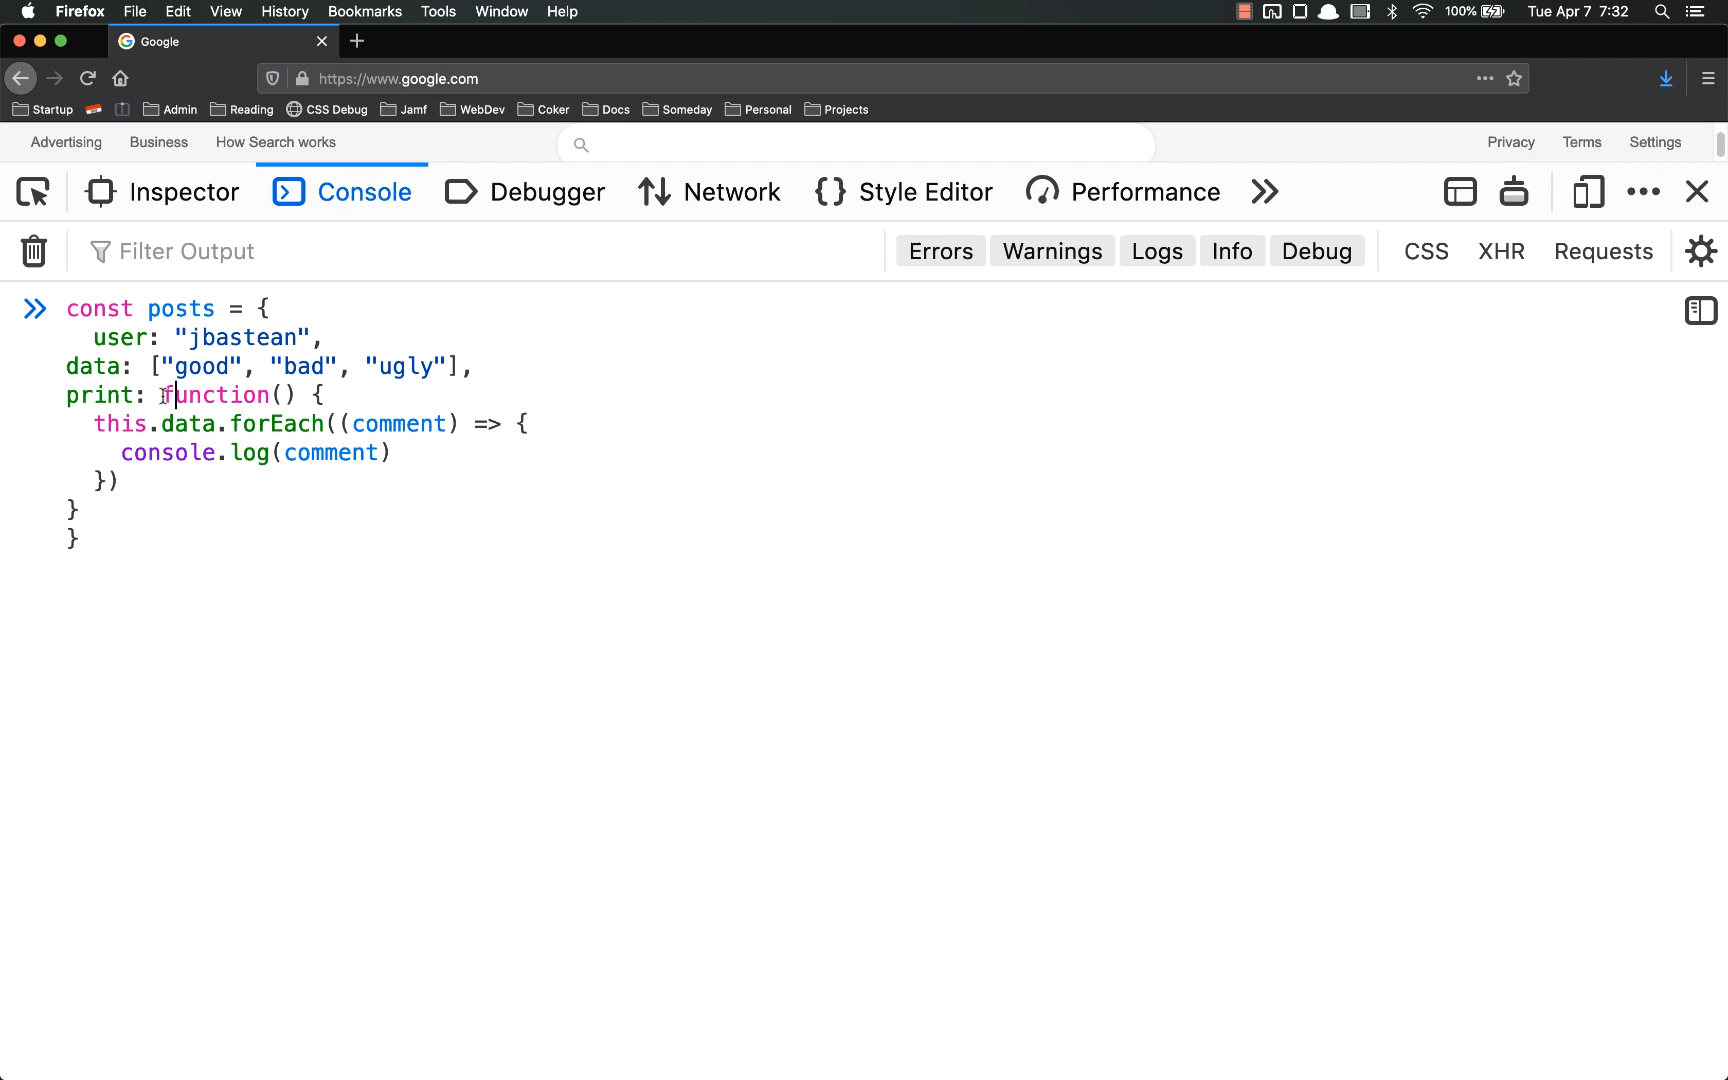 Firefox File Edit View History Bookmarks Tools Window Help 100% Tue Apr 7 7:32
Google
https://www.google.com
Startup Admin Reading CSS Debug Jamf WebDev Coker Docs Someday Personal Projects
Advertising Business How Search works Privacy Terms Settings
Inspector Console Debugger Network Style Editor Performance
Filter Output Errors Warnings Logs Info Debug CSS XHR Requests
const posts = {
user: "jbastean",
data: ["good", "bad", "ugly"],
print: function() {
this.data.forEach((comment) => {
console.log(comment)
})
}
}